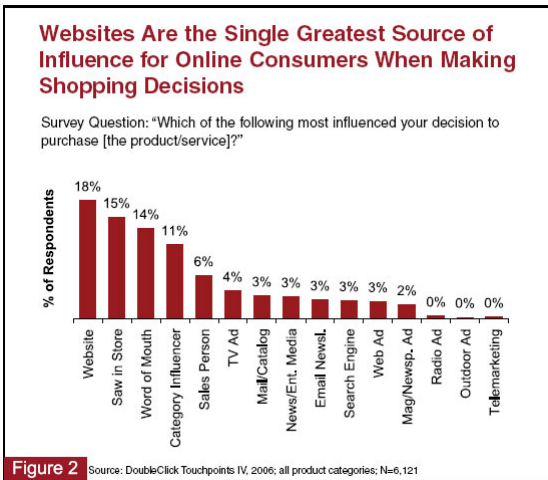 Websites Are the Single Greatest Source of
Influence for Online Consumers When Making
Shopping Decisions
Survey Question: “Which of the following most influenced your decision to
purchase [the product/service]?”
% of Respondents
18%
15%
14%
11%
6%
4%
3%
3%
3%
3%
3%
2%
0%
0%
0%
Website
Saw in Store
Word of Mouth
Category Influencer
Sales Person
TV Ad
Mail/Catalog
News/Ent. Media
Email Newsl.
Search Engine
Web Ad
Mag/Newsp. Ad
Radio Ad
Outdoor Ad
Telemarketing
Figure 2
Source: DoubleClick Touchpoints IV, 2006; all product categories; N=6,121